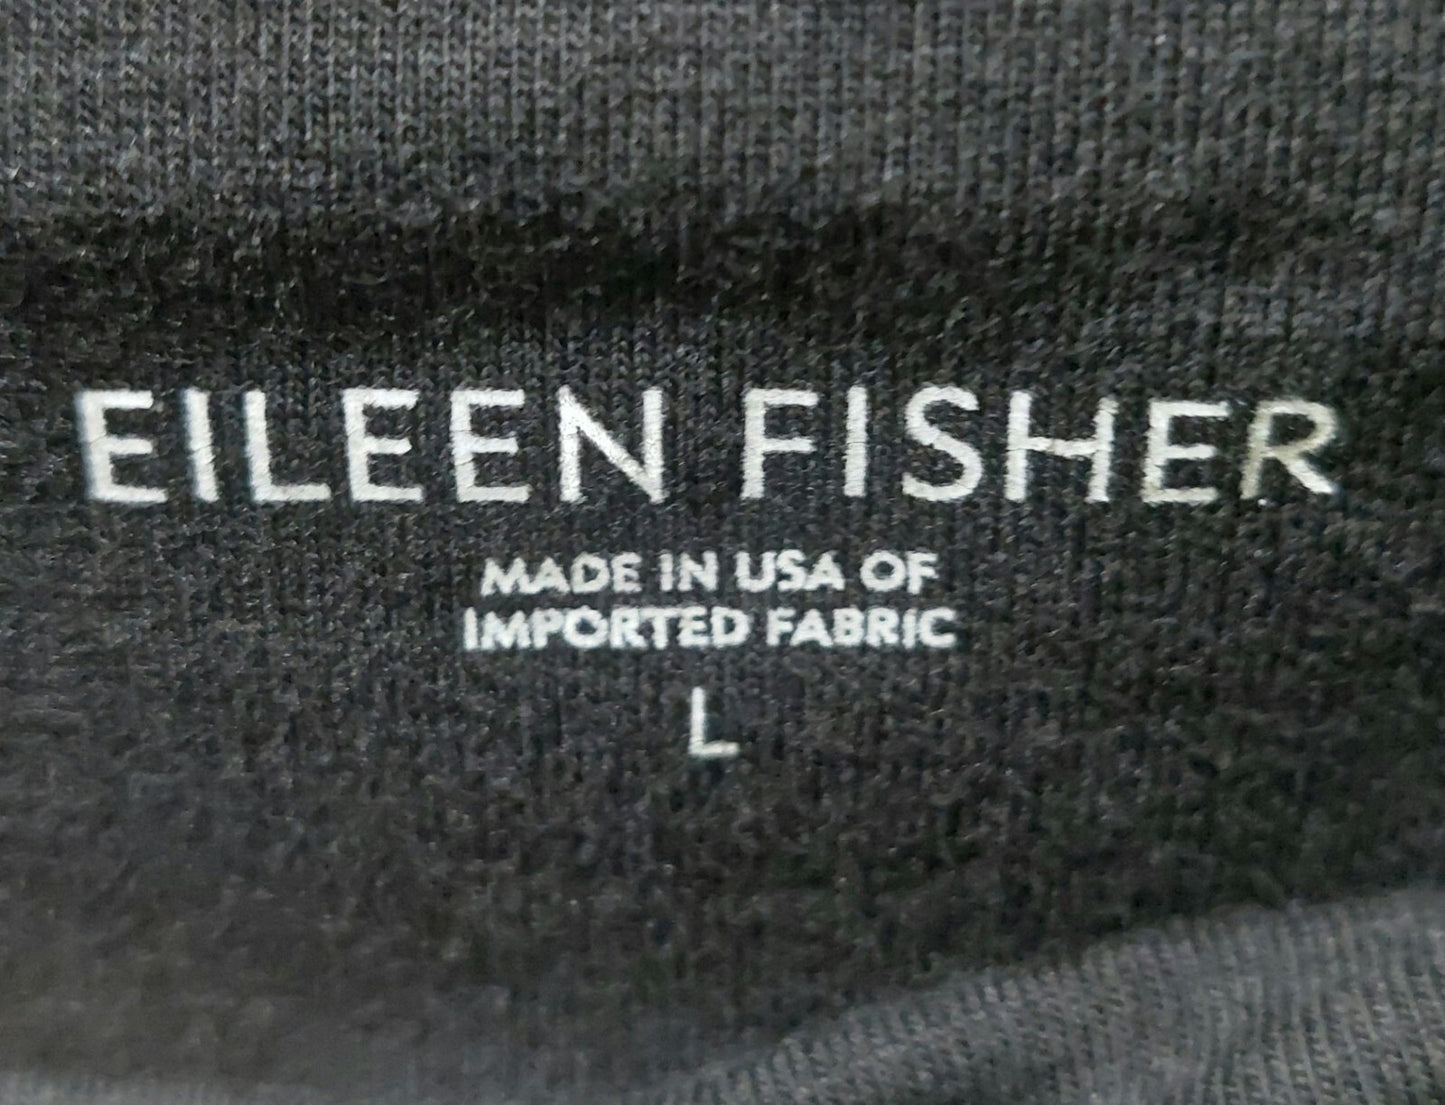 EILEEN FISHER
MADE IN USA OF
IMPORTED FABRIC
L